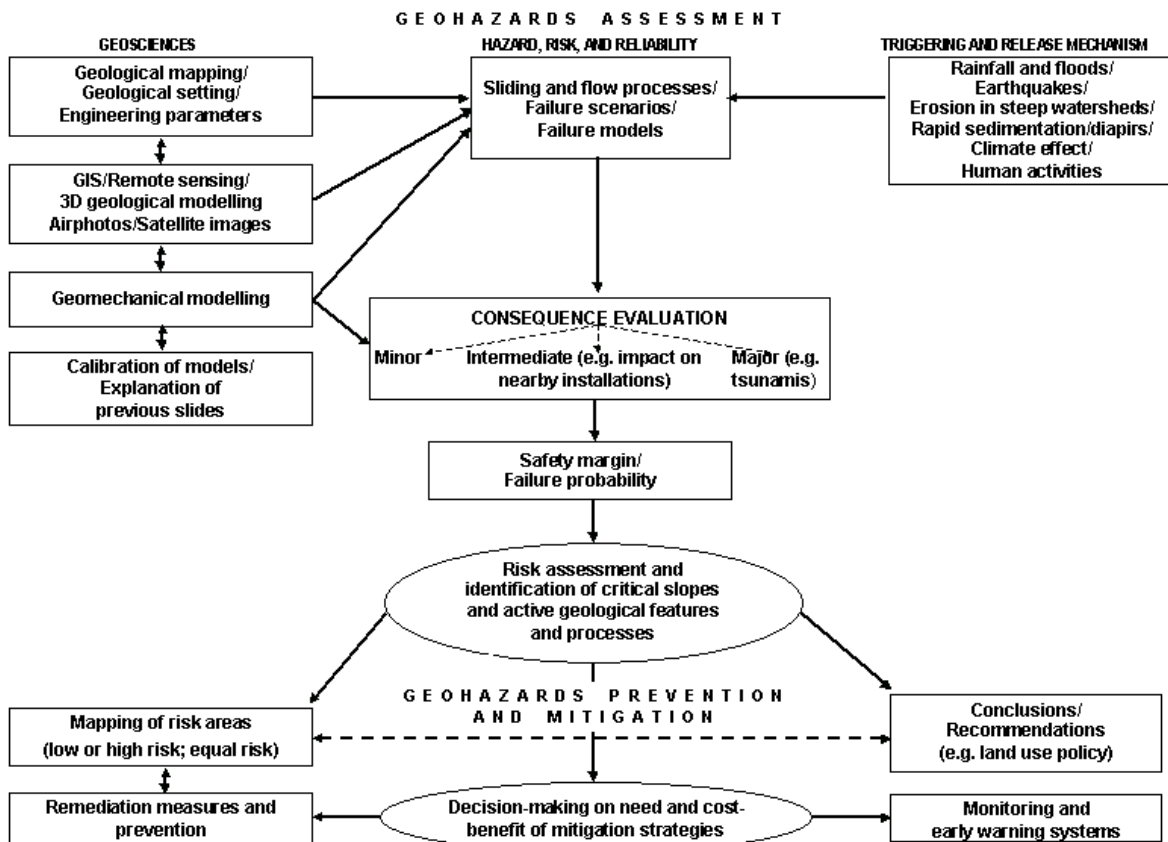 GEOHAZARDS ASSESSMENT
GEOSCIENCES
Geological mapping/
Geological setting/
Engineering parameters
GIS/Remote sensing/
3D geological modelling
Airphotos/Satellite images
Geomechanical modelling
Calibration of models/
Explanation of
previous slides
HAZARD, RISK, AND RELIABILITY
Sliding and flow processes/
Failure scenarios/
Failure models
TRIGGERING AND RELEASE MECHANISM
Rainfall and floods/
Earthquakes/
Erosion in steep watersheds/
Rapid sedimentation/diapirs/
Climate effect/
Human activities
CONSEQUENCE EVALUATION
Minor
Intermediate (e.g. impact on
nearby installations)
Major (e.g.
tsunamis)
Safety margin/
Failure probability
Risk assessment and
identification of critical slopes
and active geological features
and processes
GEOHAZARDS PREVENTION
AND MITIGATION
Mapping of risk areas
(low or high risk; equal risk)
Conclusions/
Recommendations
(e.g. land use policy)
Remediation measures and
prevention
Decision-making on need and cost-
benefit of mitigation strategies
Monitoring and
early warning systems